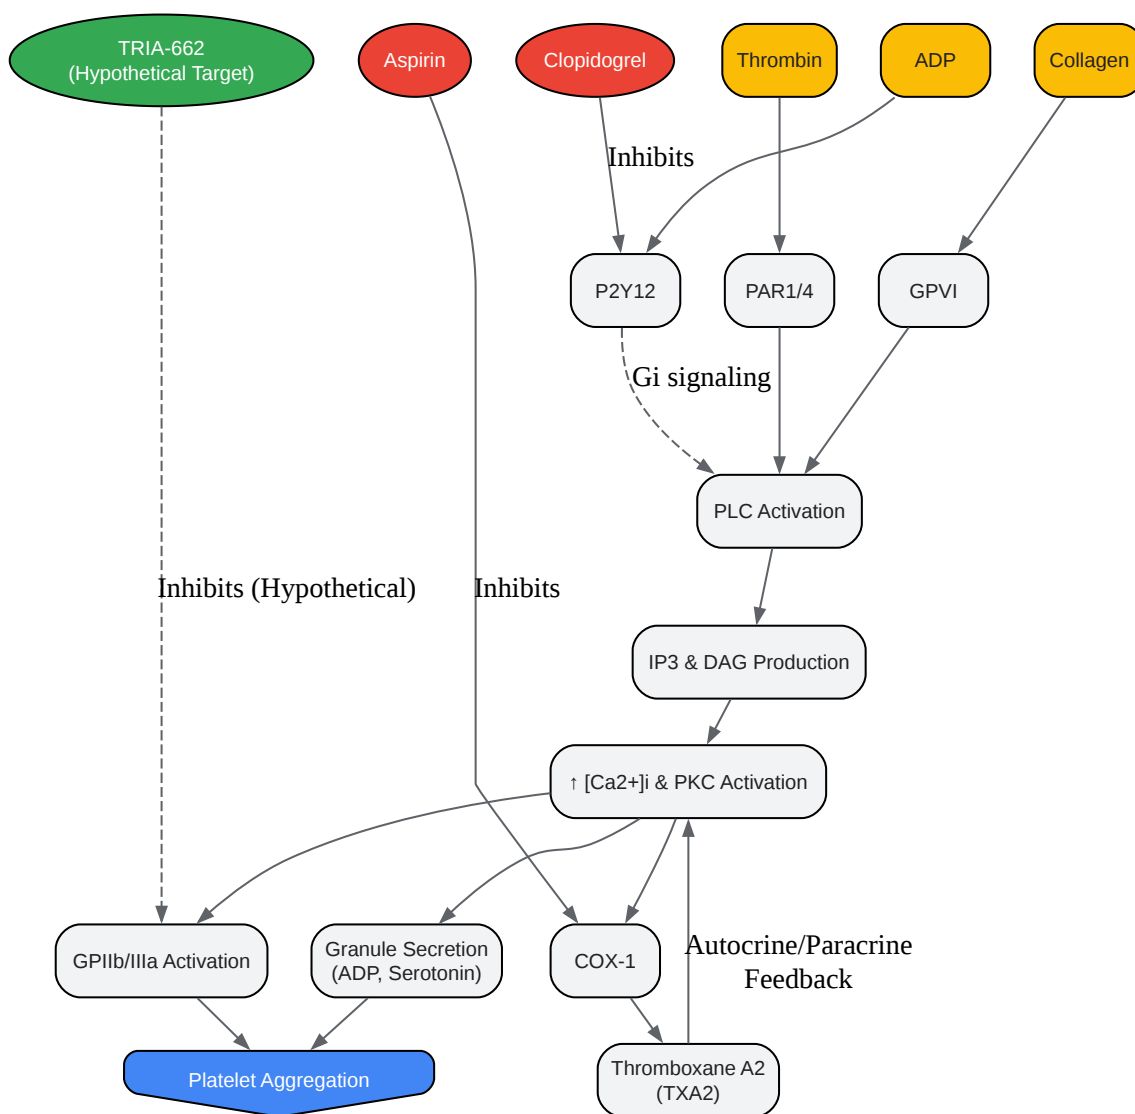 TRIA-662
(Hypothetical Target)
Aspirin
Clopidogrel
Thrombin
ADP
Collagen
Inhibits
P2Y12
PAR1/4
GPVI
Gi signaling
PLC Activation
Inhibits (Hypothetical)
Inhibits
IP3 & DAG Production
↑ [Ca2+]i & PKC Activation
GPIIb/IIIa Activation
Granule Secretion
(ADP, Serotonin)
COX-1
Autocrine/Paracrine
Feedback
Platelet Aggregation
Thromboxane A2
(TXA2)